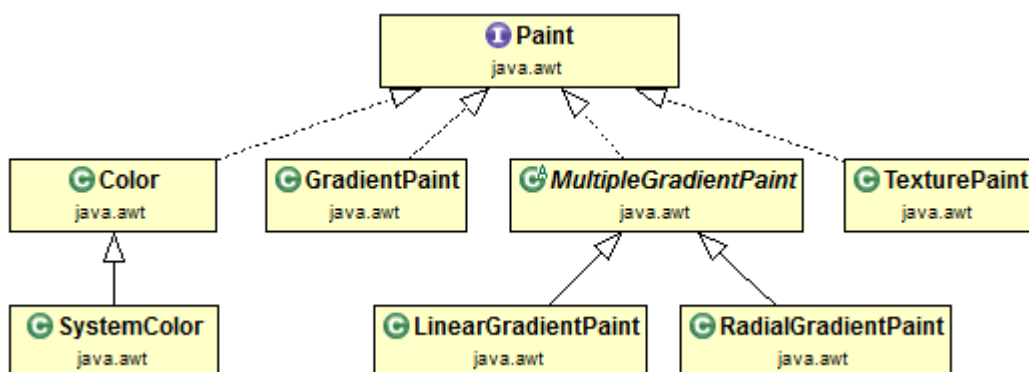 I Paint
java.awt
C Color
java.awt
C GradientPaint
java.awt
C A MultipleGradientPaint
java.awt
C TexturePaint
java.awt
C SystemColor
java.awt
C LinearGradientPaint
java.awt
C RadialGradientPaint
java.awt